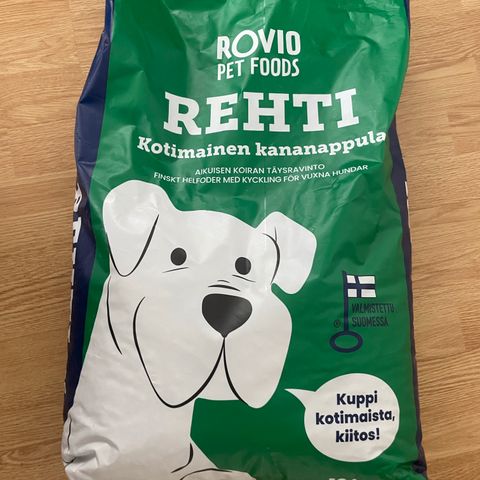 ROVIO
PET FOODS
REHTI
Kotimainen kananappula
AIKUISEN KOIRAN TÄYSRAVINTO
FINSKT HELFODER MED KYCKLING FÖR VUXNA HUNDAR
®
VALMISTETTU
SUOMESSA
Kuppi
kotimaista,
kiitos!